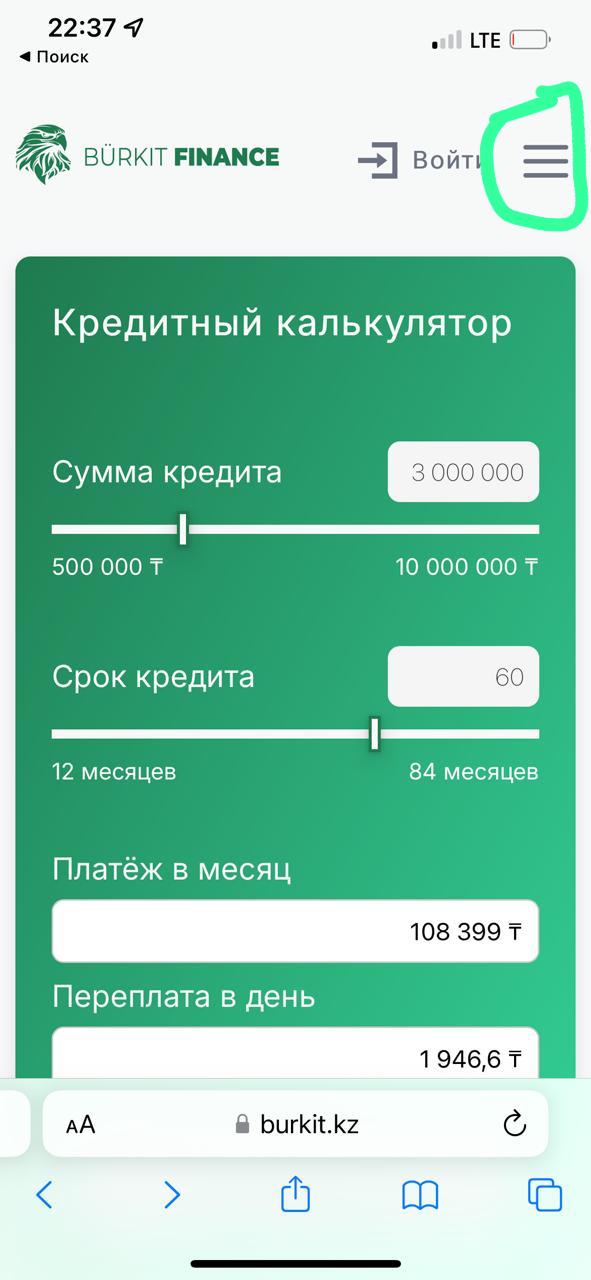 22:37
LTE
◀ Поиск
BÜRKIT FINANCE
Войти
Кредитный калькулятор
Сумма кредита 3 000 000
500 000 ₸ 10 000 000 ₸
Срок кредита 60
12 месяцев 84 месяцев
Платёж в месяц
108 399 ₸
Переплата в день
1 946,6 ₸
AA burkit.kz